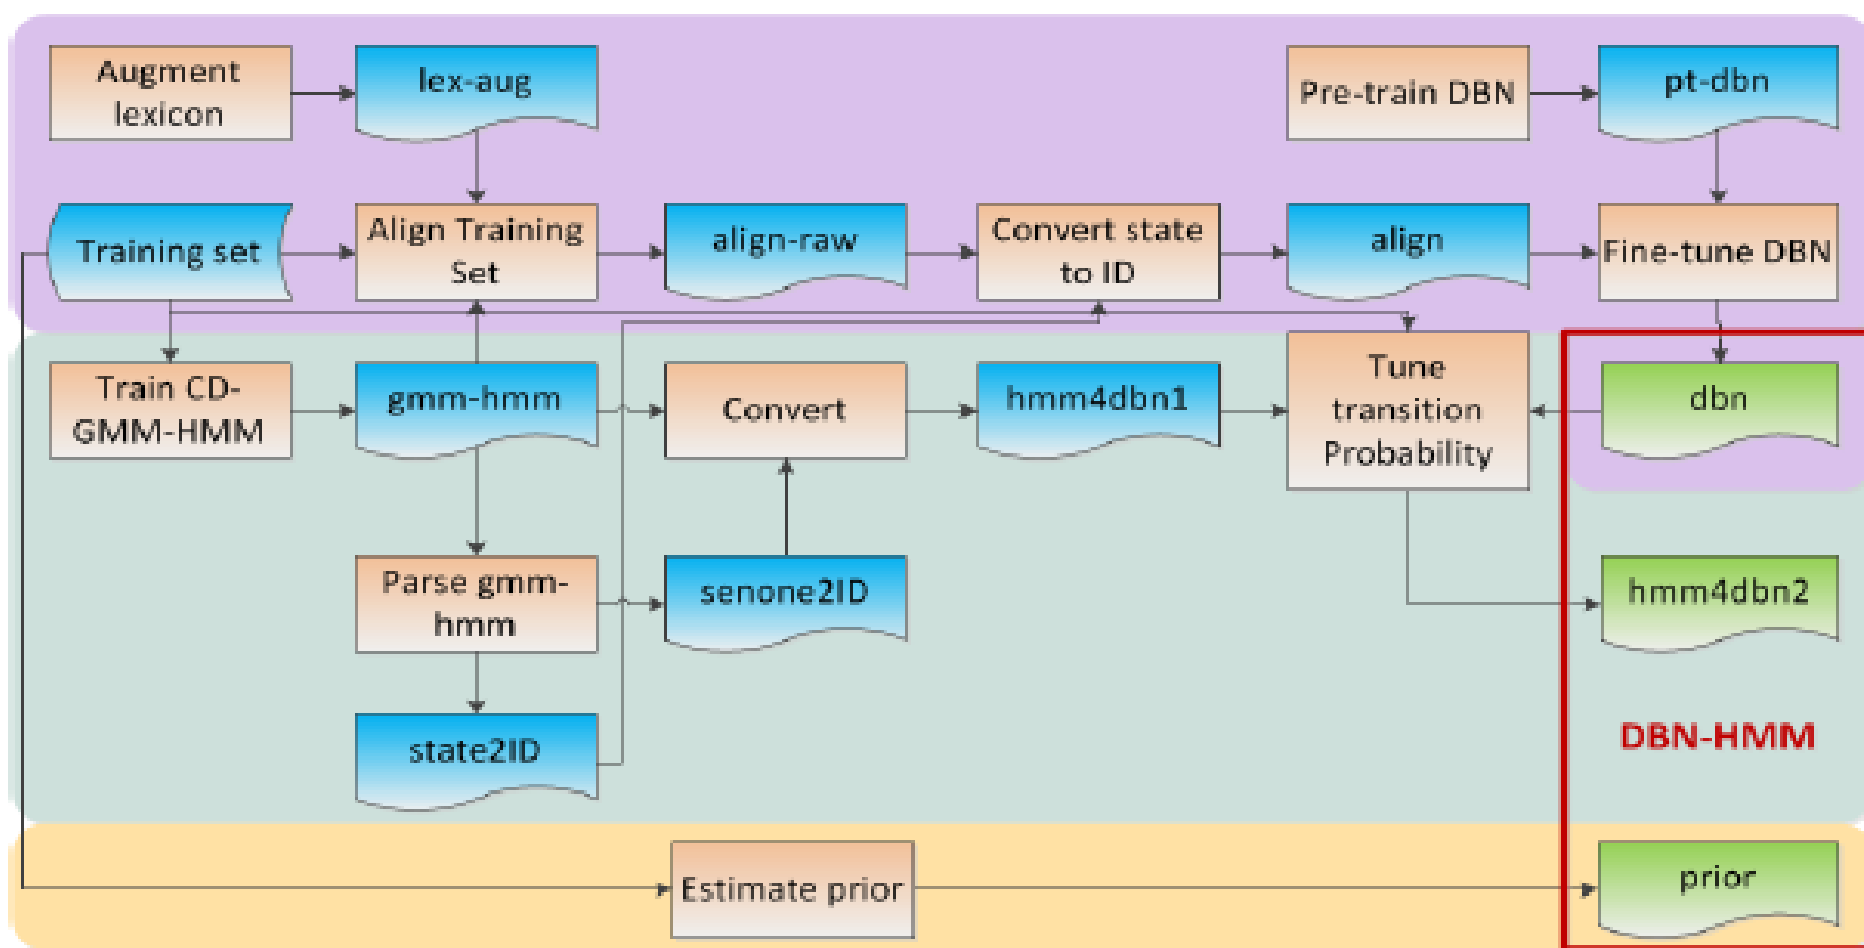 Augment
lexicon
lex-aug
Pre-train DBN
pt-dbn
Training set
Align Training
Set
align-raw
Convert state
to ID
align
Fine-tune DBN
Train CD-
GMM-HMM
gmm-hmm
Convert
hmm4dbn1
Tune
transition
Probability
dbn
Parse gmm-
hmm
senone2ID
hmm4dbn2
state2ID
DBN-HMM
Estimate prior
prior